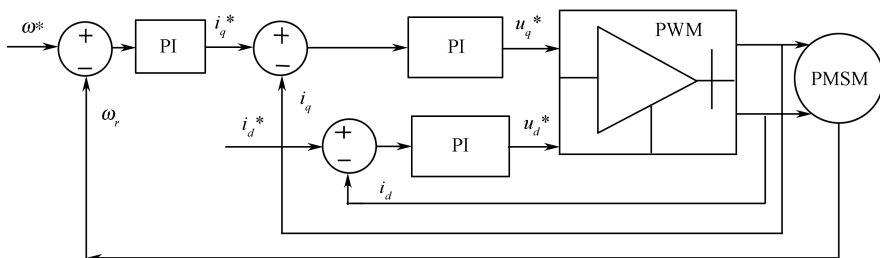 ω*
+
−
ω_r
PI
i_q*
+
−
i_q
PI
u_q*
PWM
PMSM
i_d*
+
−
i_d
PI
u_d*